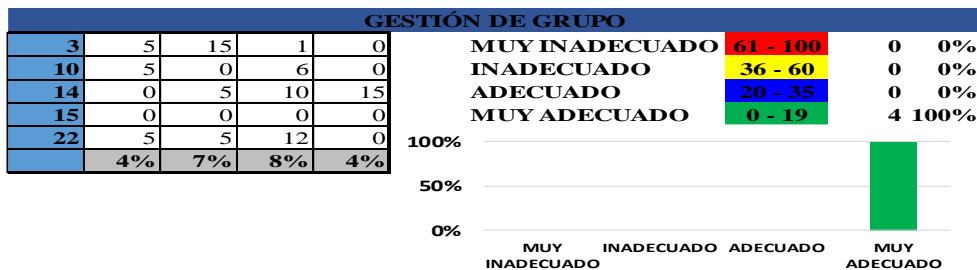 GESTIÓN DE GRUPO
3 5 15 1 0 MUY INADECUADO 61 - 100 0 0%
10 5 0 6 0 INADECUADO 36 - 60 0 0%
14 0 5 10 15 ADECUADO 20 - 35 0 0%
15 0 0 0 0 MUY ADECUADO 0 - 19 4 100%
22 5 5 12 0
4% 7% 8% 4%
100%
50%
0%
MUY INADECUADO INADECUADO ADECUADO MUY ADECUADO